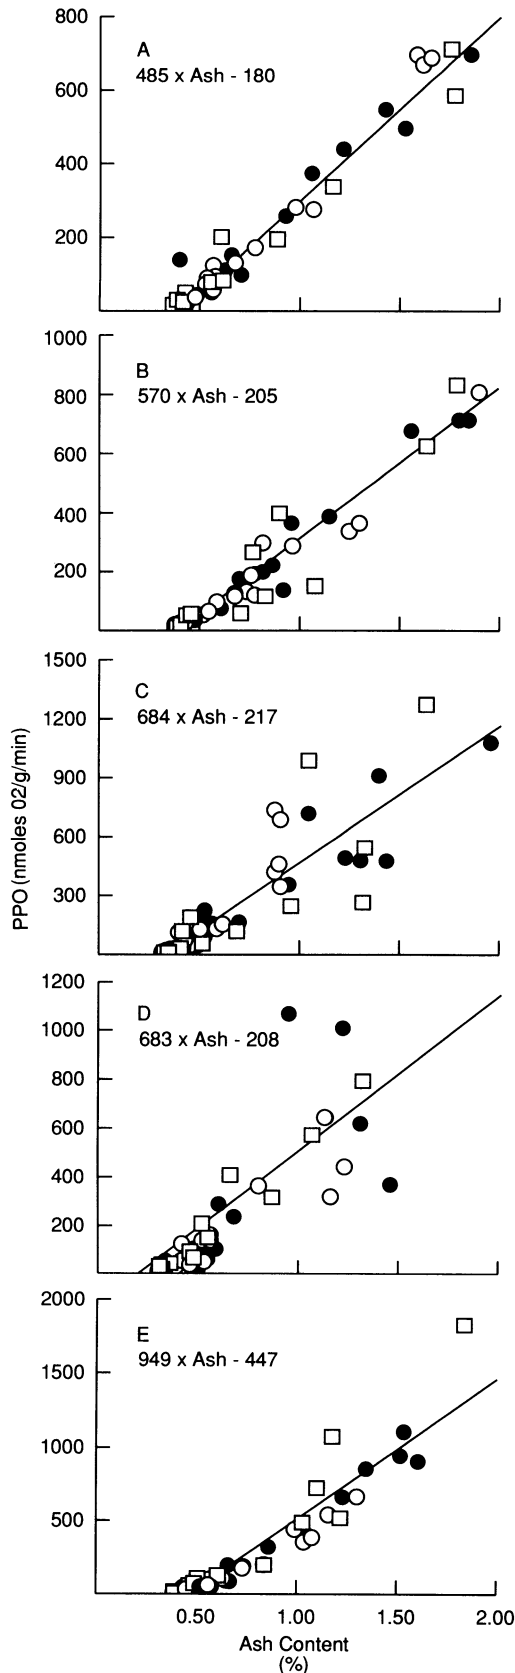 800
A
485 x Ash - 180
600
400
200
1000
B
570 x Ash - 205
800
600
400
200
1500
C
684 x Ash - 217
1200
900
600
300
PPO (nmoles 02/g/min)
1200
D
683 x Ash - 208
1000
800
600
400
200
2000
E
949 x Ash - 447
1500
1000
500
0.50 1.00 1.50 2.00
Ash Content
(%)